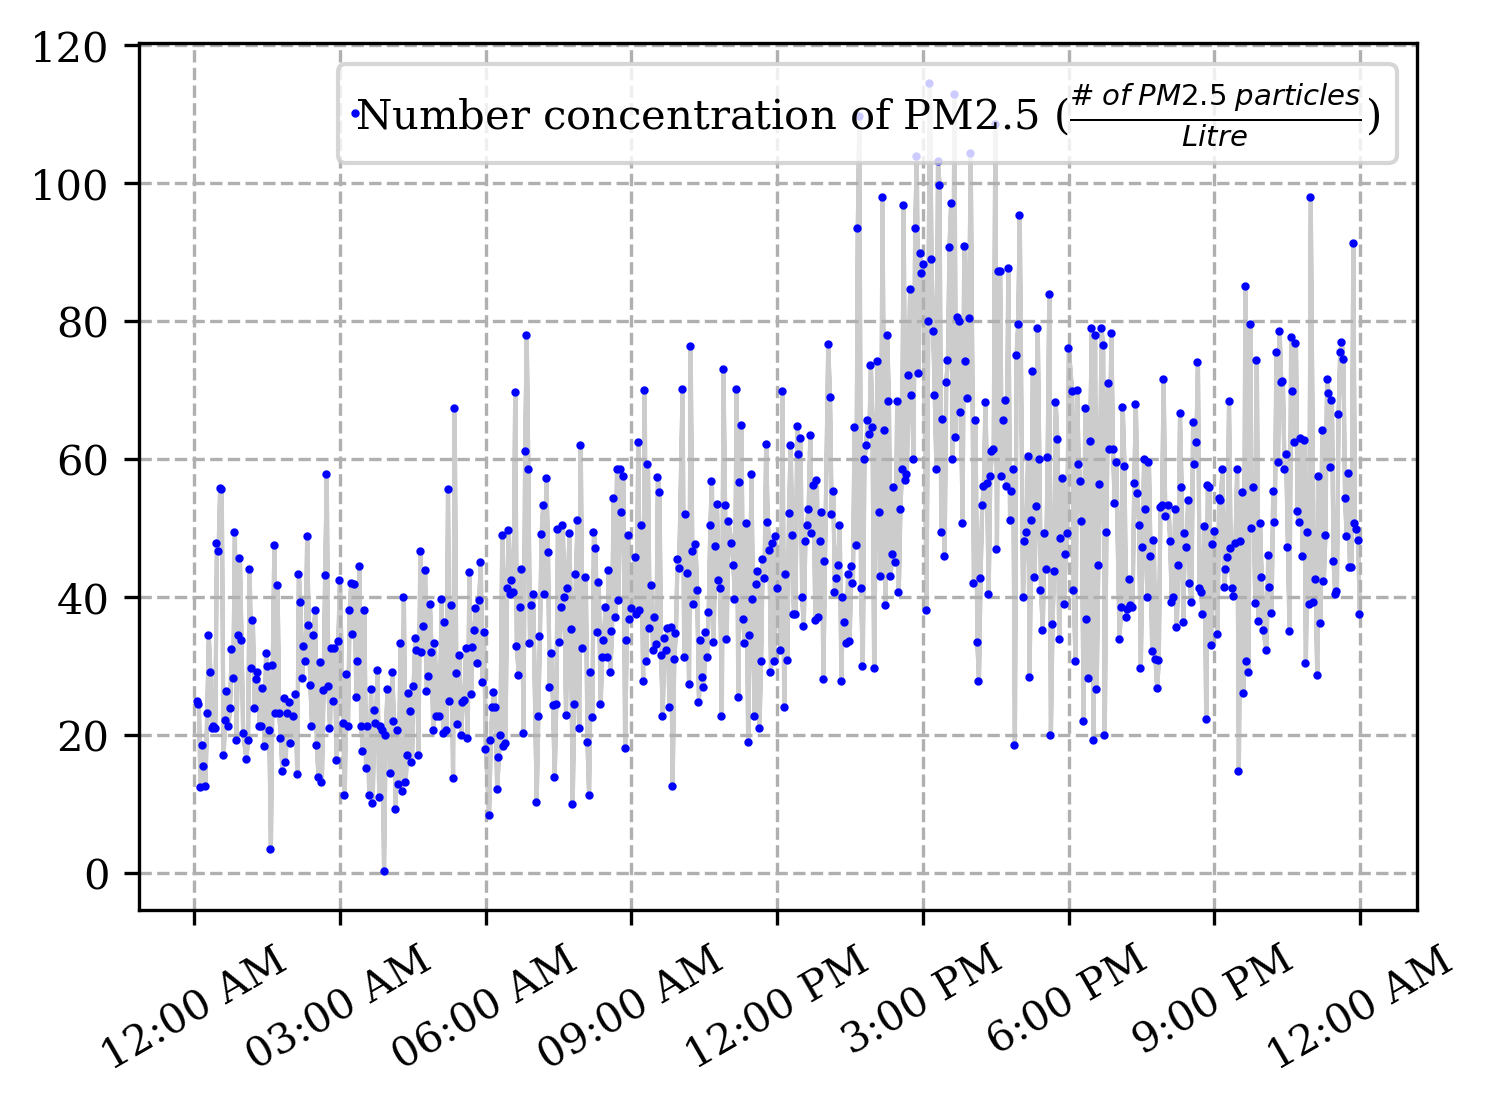 120
100
80
60
40
20
0
Number concentration of PM2.5 (# of PM2.5 particles/Litre)
12:00 AM
03:00 AM
06:00 AM
09:00 AM
12:00 PM
3:00 PM
6:00 PM
9:00 PM
12:00 AM